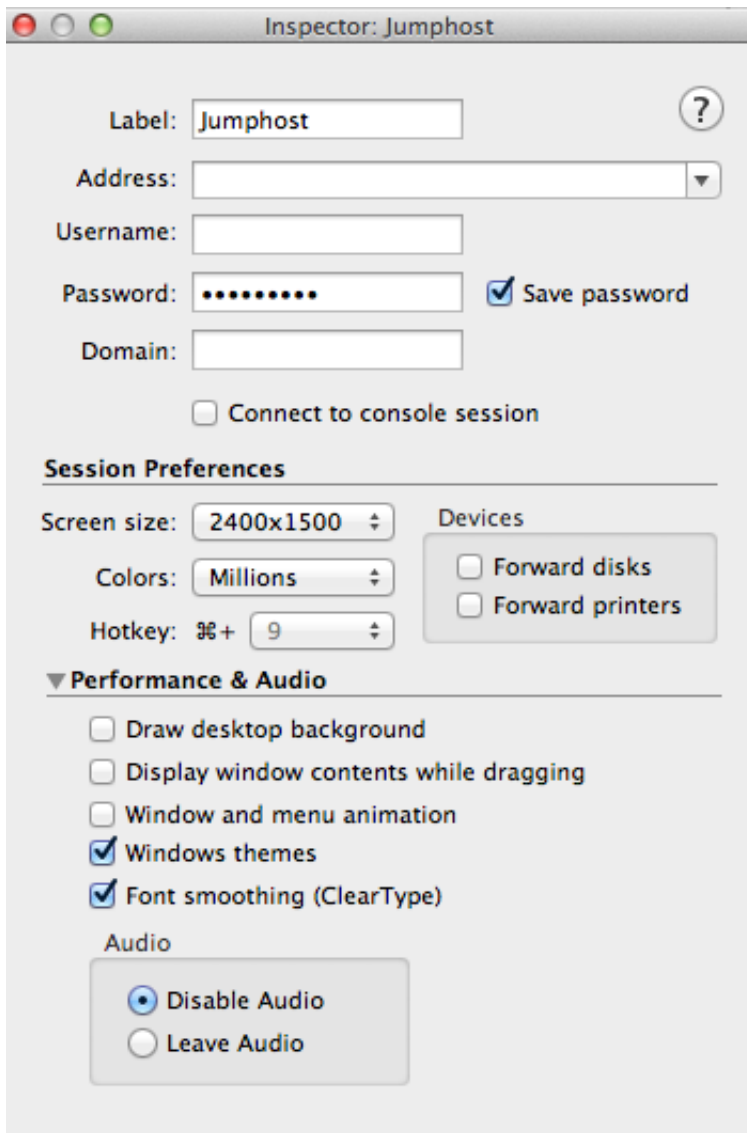 Inspector: Jumphost
?
Label: Jumphost
Address:
Username:
Password: ••••••••• Save password
Domain:
Connect to console session
Session Preferences
Screen size: 2400x1500
Devices
Colors: Millions
Forward disks
Forward printers
Hotkey: ⌘+ 9
Performance & Audio
Draw desktop background
Display window contents while dragging
Window and menu animation
Windows themes
Font smoothing (ClearType)
Audio
Disable Audio
Leave Audio